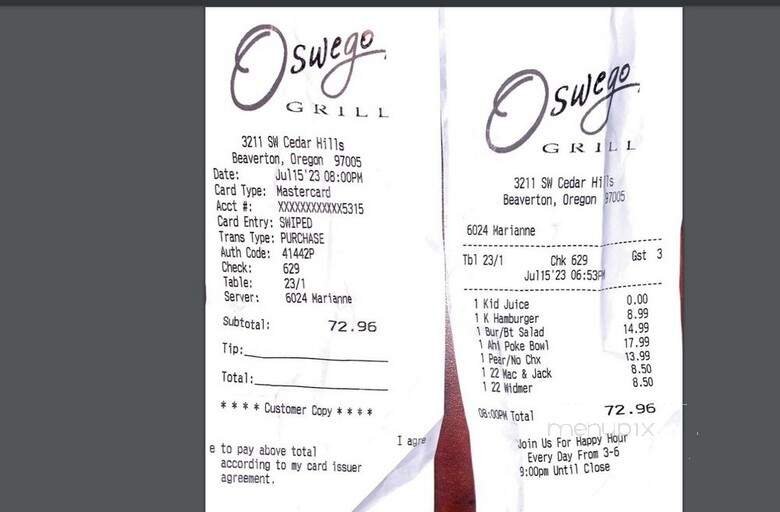 Oswego
GRILL
3211 SW Cedar Hills
Beaverton, Oregon 97005
Date: Jul15'23 08:00PM
Card Type: Mastercard
Acct #: XXXXXXXXXXXX5315
Card Entry: SWIPED
Trans Type: PURCHASE
Auth Code: 41442P
Check: 629
Table: 23/1
Server: 6024 Marianne
Subtotal: 72.96
Tip:
Total:
* * * * Customer Copy * * * *
I agre
e to pay above total
according to my card issuer
agreement.
Oswego
GRILL
3211 SW Cedar Hills
Beaverton, Oregon 97005
6024 Marianne
Tbl 23/1 Chk 629 Gst 3
Jul15'23 06:53PM
1 Kid Juice 0.00
1 K Hamburger 8.99
1 Bur/Bt Salad 14.99
1 Ahi Poke Bowl 17.99
1 Pear/No Chx 13.99
1 22 Mac & Jack 8.50
1 22 Widmer 8.50
08:00PM Total 72.96
menupix
Join Us For Happy Hour
Every Day From 3-6
9:00pm Until Close